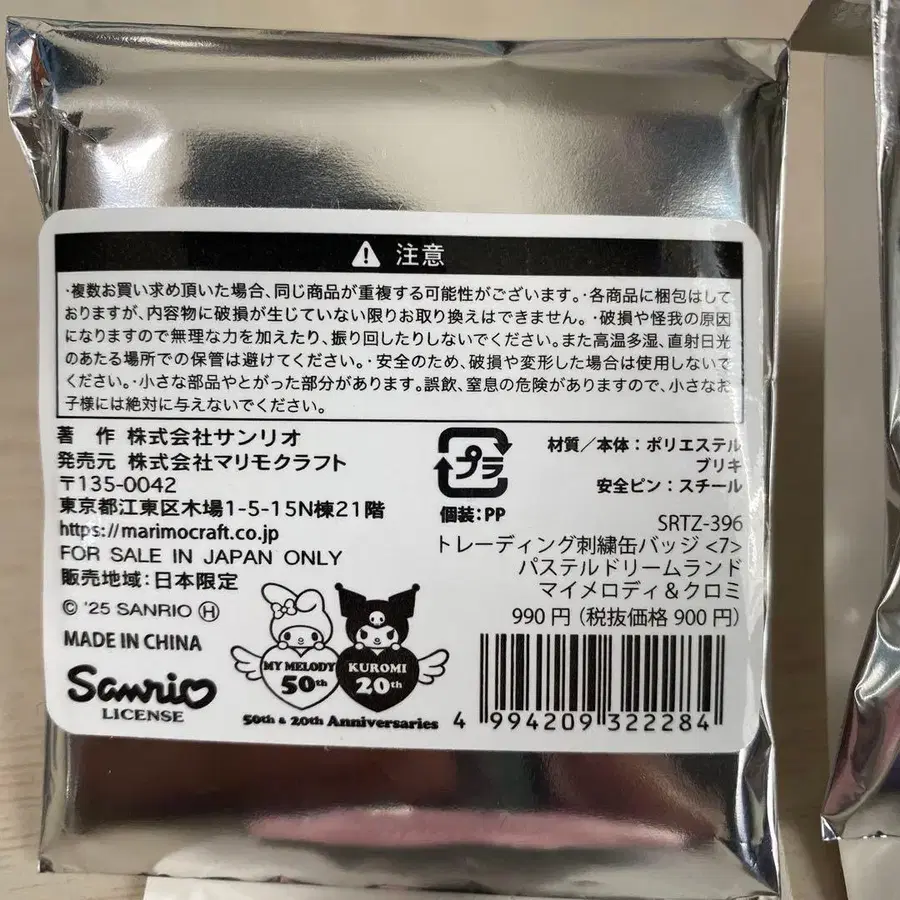 ⚠ 注意
・複数お買い求め頂いた場合、同じ商品が重複する可能性がございます。・各商品に梱包はして
おりますが、内容物に破損が生じていない限りお取り換えはできません。・破損や怪我の原因
になりますので無理な力を加えたり、振り回したりしないでください。また高温多湿、直射日光
のあたる場所での保管は避けてください。・安全のため、破損や変形した場合は使用しないで
ください。・小さな部品やとがった部分があります。誤飲、窒息の危険がありますので、小さなお
子様には絶対に与えないでください。
著 作 株式会社サンリオ
発売元 株式会社マリモクラフト
〒135-0042
東京都江東区木場1-5-15N棟21階
https://marimocraft.co.jp
FOR SALE IN JAPAN ONLY
販売地域:日本限定
© '25 SANRIO Ⓗ
MADE IN CHINA
Sanrio
LICENSE
プラ
個装:PP
材質/本体:ポリエステル
ブリキ
安全ピン:スチール
SRTZ-396
トレーディング刺繍缶バッジ <7>
パステルドリームランド
マイメロディ&クロミ
990 円 (税抜価格 900 円)
MY MELODY
50th
KUROMI
20th
50th & 20th Anniversaries
4 994209 322284